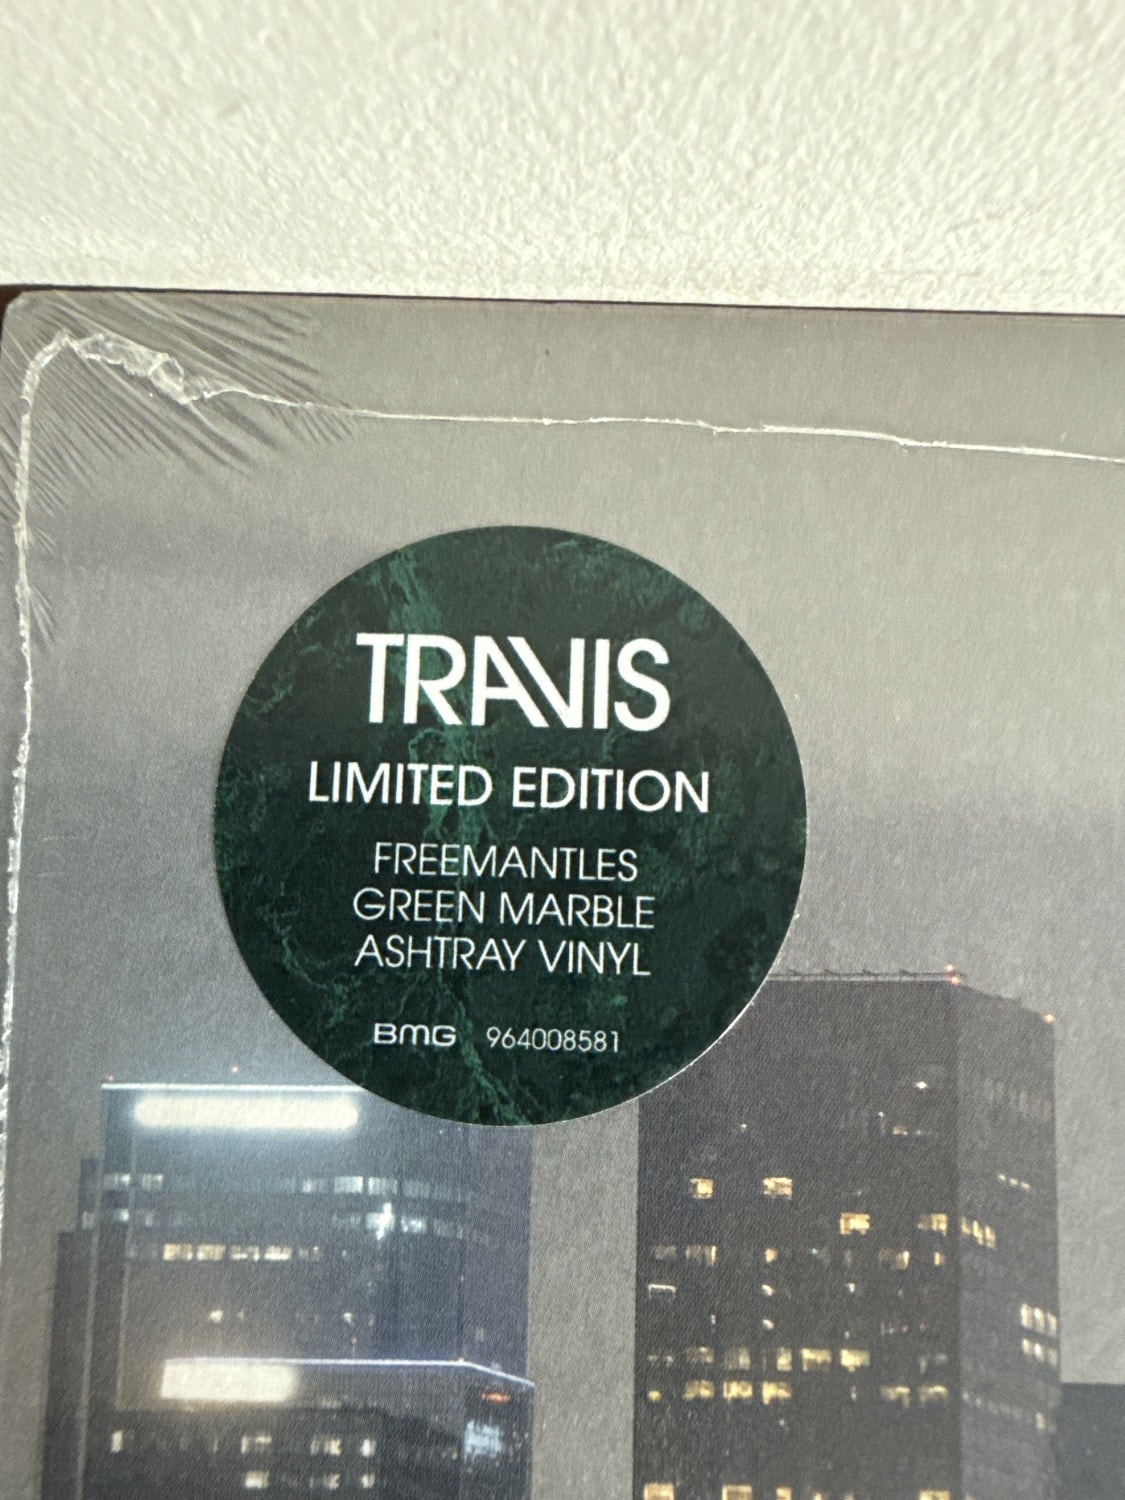 TRAVIS
LIMITED EDITION
FREEMANTLES
GREEN MARBLE
ASHTRAY VINYL
BMG 964008581